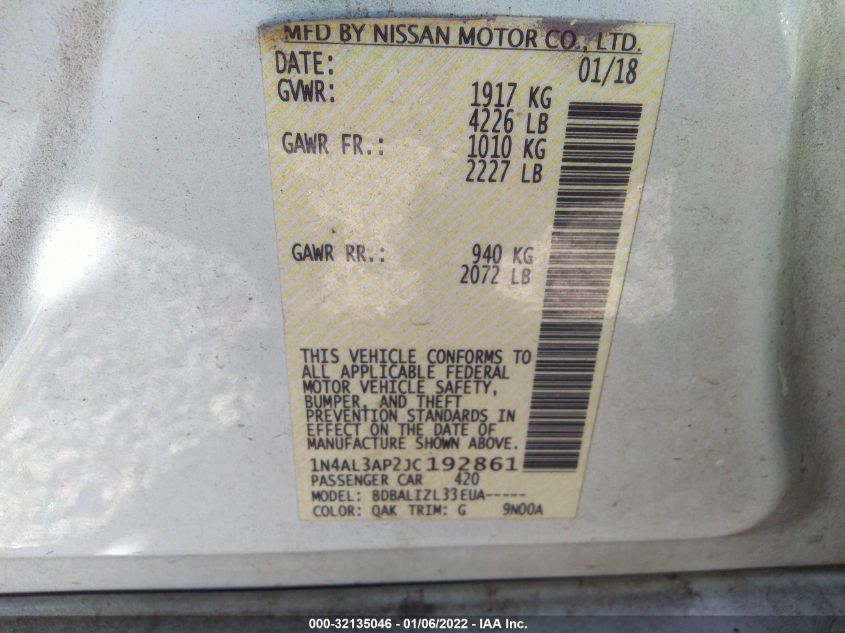 MFD BY NISSAN MOTOR CO., LTD.
DATE: 01/18
GVWR: 1917 KG
4226 LB
GAWR FR.: 1010 KG
2227 LB
GAWR RR.: 940 KG
2072 LB
THIS VEHICLE CONFORMS TO
ALL APPLICABLE FEDERAL
MOTOR VEHICLE SAFETY,
BUMPER, AND THEFT
PREVENTION STANDARDS IN
EFFECT ON THE DATE OF
MANUFACTURE SHOWN ABOVE.
1N4AL3AP2JC192861
PASSENGER CAR 420
MODEL: BDBALIZL33EUA-----
COLOR: QAK TRIM: G 9N00A
000-32135046 - 01/06/2022 - IAA Inc.